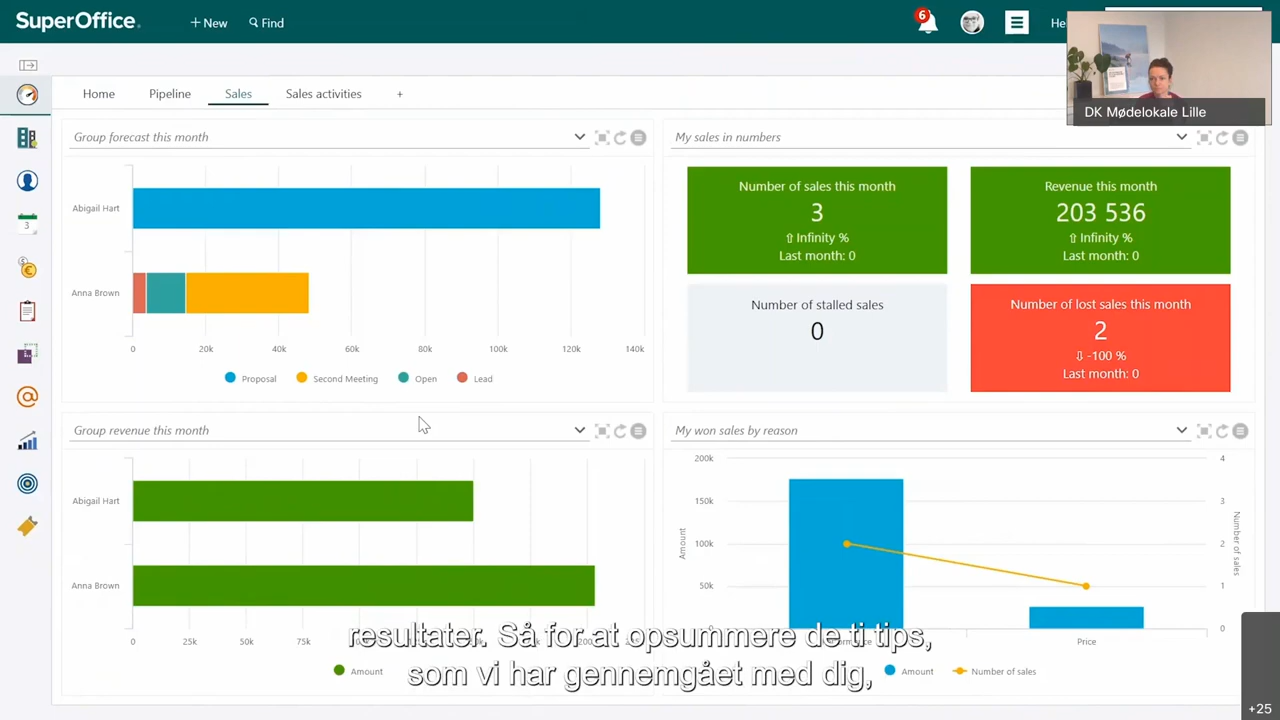 SuperOffice.
+ New
Find
6
He
DK Mødelokale Lille
Home
Pipeline
Sales
Sales activities
+
3
Group forecast this month
Abigail Hart
Anna Brown
0 20k 40k 60k 80k 100k 120k 140k
Proposal Second Meeting Open Lead
My sales in numbers
Number of sales this month
3
⇧ Infinity %
Last month: 0
Revenue this month
203 536
⇧ Infinity %
Last month: 0
Number of stalled sales
0
Number of lost sales this month
2
⇩ -100 %
Last month: 0
Group revenue this month
Abigail Hart
Anna Brown
0 25k 50k 75k
Amount
My won sales by reason
200k
150k
100k
50k
0
Amount
4
3
2
1
0
Number of sales
Price
Amount Number of sales
resultater. Så for at opsummere de ti tips,
som vi har gennemgået med dig,
+25